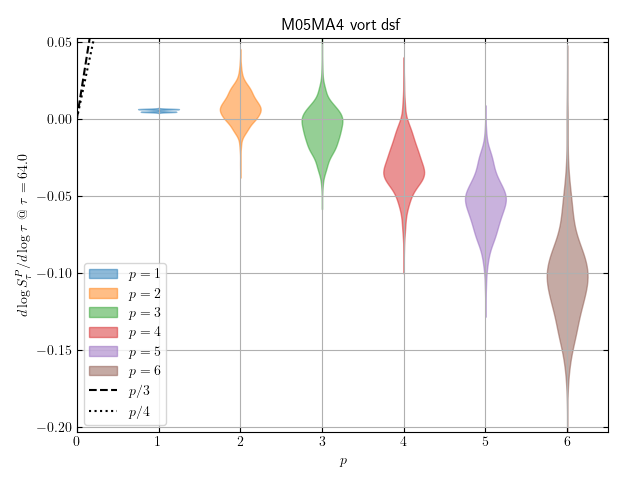 M05MA4 vort dsf
d log S_τ^P/d log τ @ τ = 64.0
0.05
0.00
−0.05
−0.10
−0.15
−0.20
p = 1
p = 2
p = 3
p = 4
p = 5
p = 6
p/3
p/4
0 1 2 3 4 5 6
p